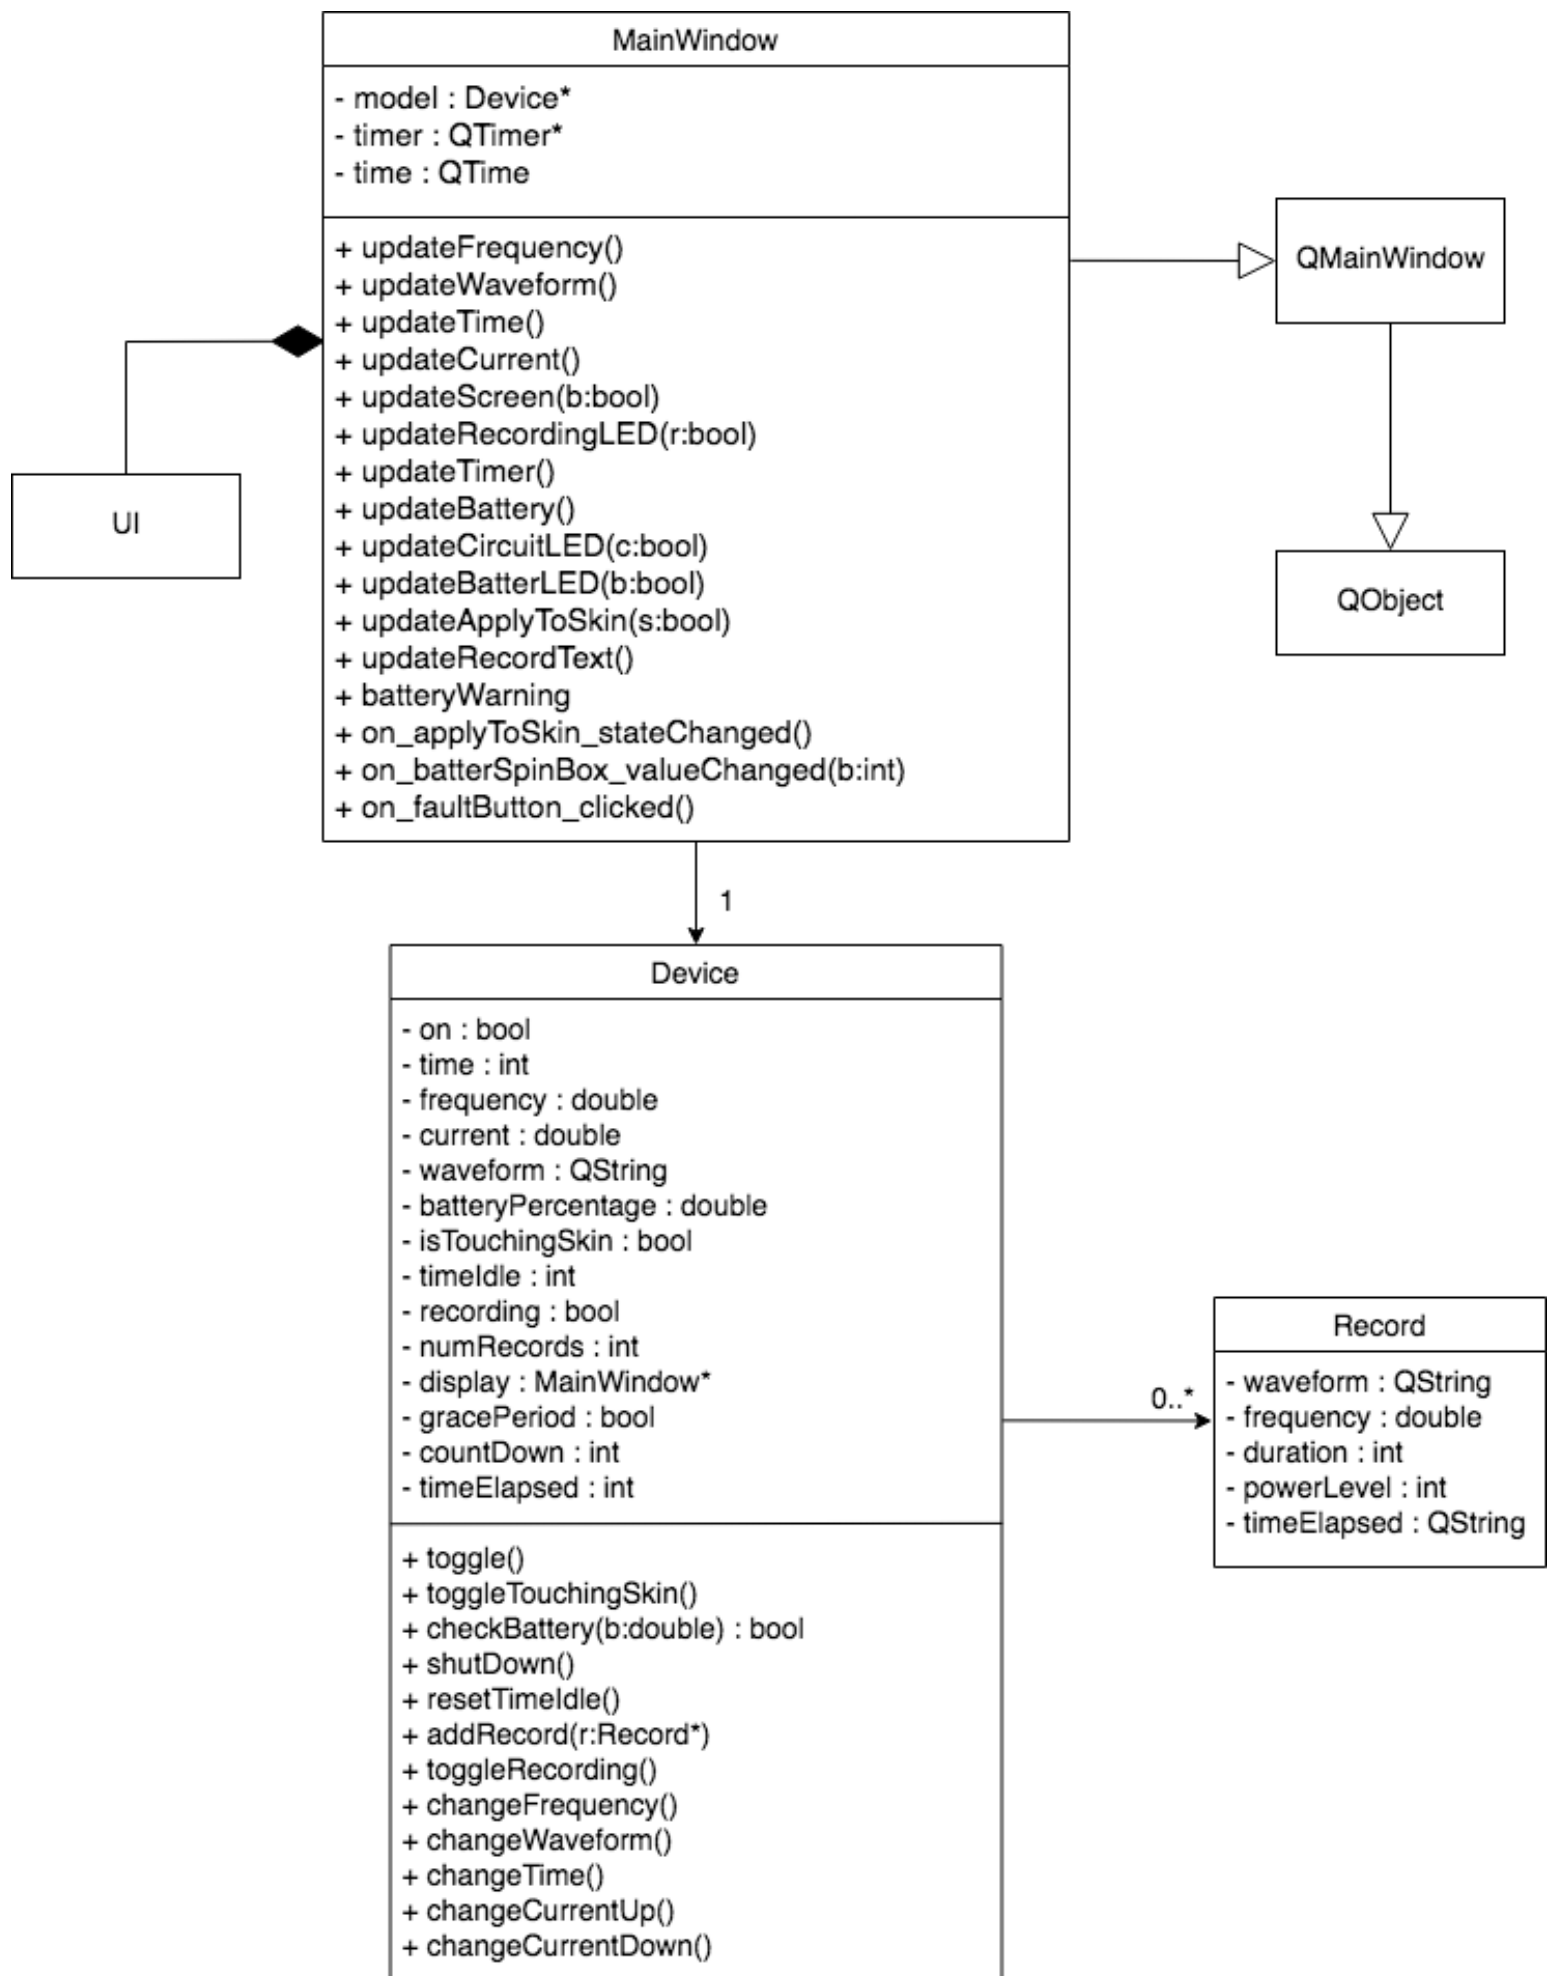 MainWindow
- model : Device*
- timer : QTimer*
- time : QTime
+ updateFrequency()
+ updateWaveform()
+ updateTime()
+ updateCurrent()
+ updateScreen(b:bool)
+ updateRecordingLED(r:bool)
+ updateTimer()
+ updateBattery()
+ updateCircuitLED(c:bool)
+ updateBatterLED(b:bool)
+ updateApplyToSkin(s:bool)
+ updateRecordText()
+ batteryWarning
+ on_applyToSkin_stateChanged()
+ on_batterSpinBox_valueChanged(b:int)
+ on_faultButton_clicked()
QMainWindow
UI
QObject
1
Device
- on : bool
- time : int
- frequency : double
- current : double
- waveform : QString
- batteryPercentage : double
- isTouchingSkin : bool
- timeIdle : int
- recording : bool
- numRecords : int
- display : MainWindow*
- gracePeriod : bool
- countDown : int
- timeElapsed : int
+ toggle()
+ toggleTouchingSkin()
+ checkBattery(b:double) : bool
+ shutDown()
+ resetTimeIdle()
+ addRecord(r:Record*)
+ toggleRecording()
+ changeFrequency()
+ changeWaveform()
+ changeTime()
+ changeCurrentUp()
+ changeCurrentDown()
0..*
Record
- waveform : QString
- frequency : double
- duration : int
- powerLevel : int
- timeElapsed : QString